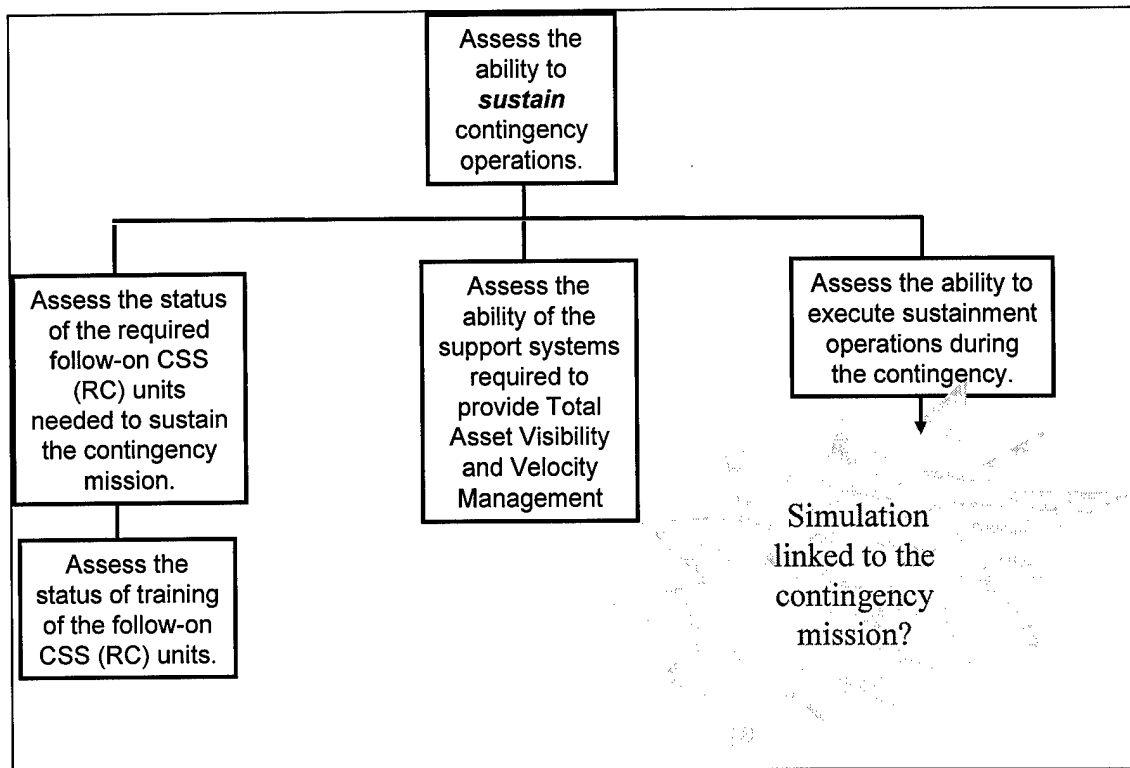 Assess the
ability to
sustain
contingency
operations.
Assess the status
of the required
follow-on CSS
(RC) units
needed to sustain
the contingency
mission.
Assess the
ability of the
support systems
required to
provide Total
Asset Visibility
and Velocity
Management
Assess the ability to
execute sustainment
operations during
the contingency.
Assess the
status of training
of the follow-on
CSS (RC) units.
Simulation
linked to the
contingency
mission?